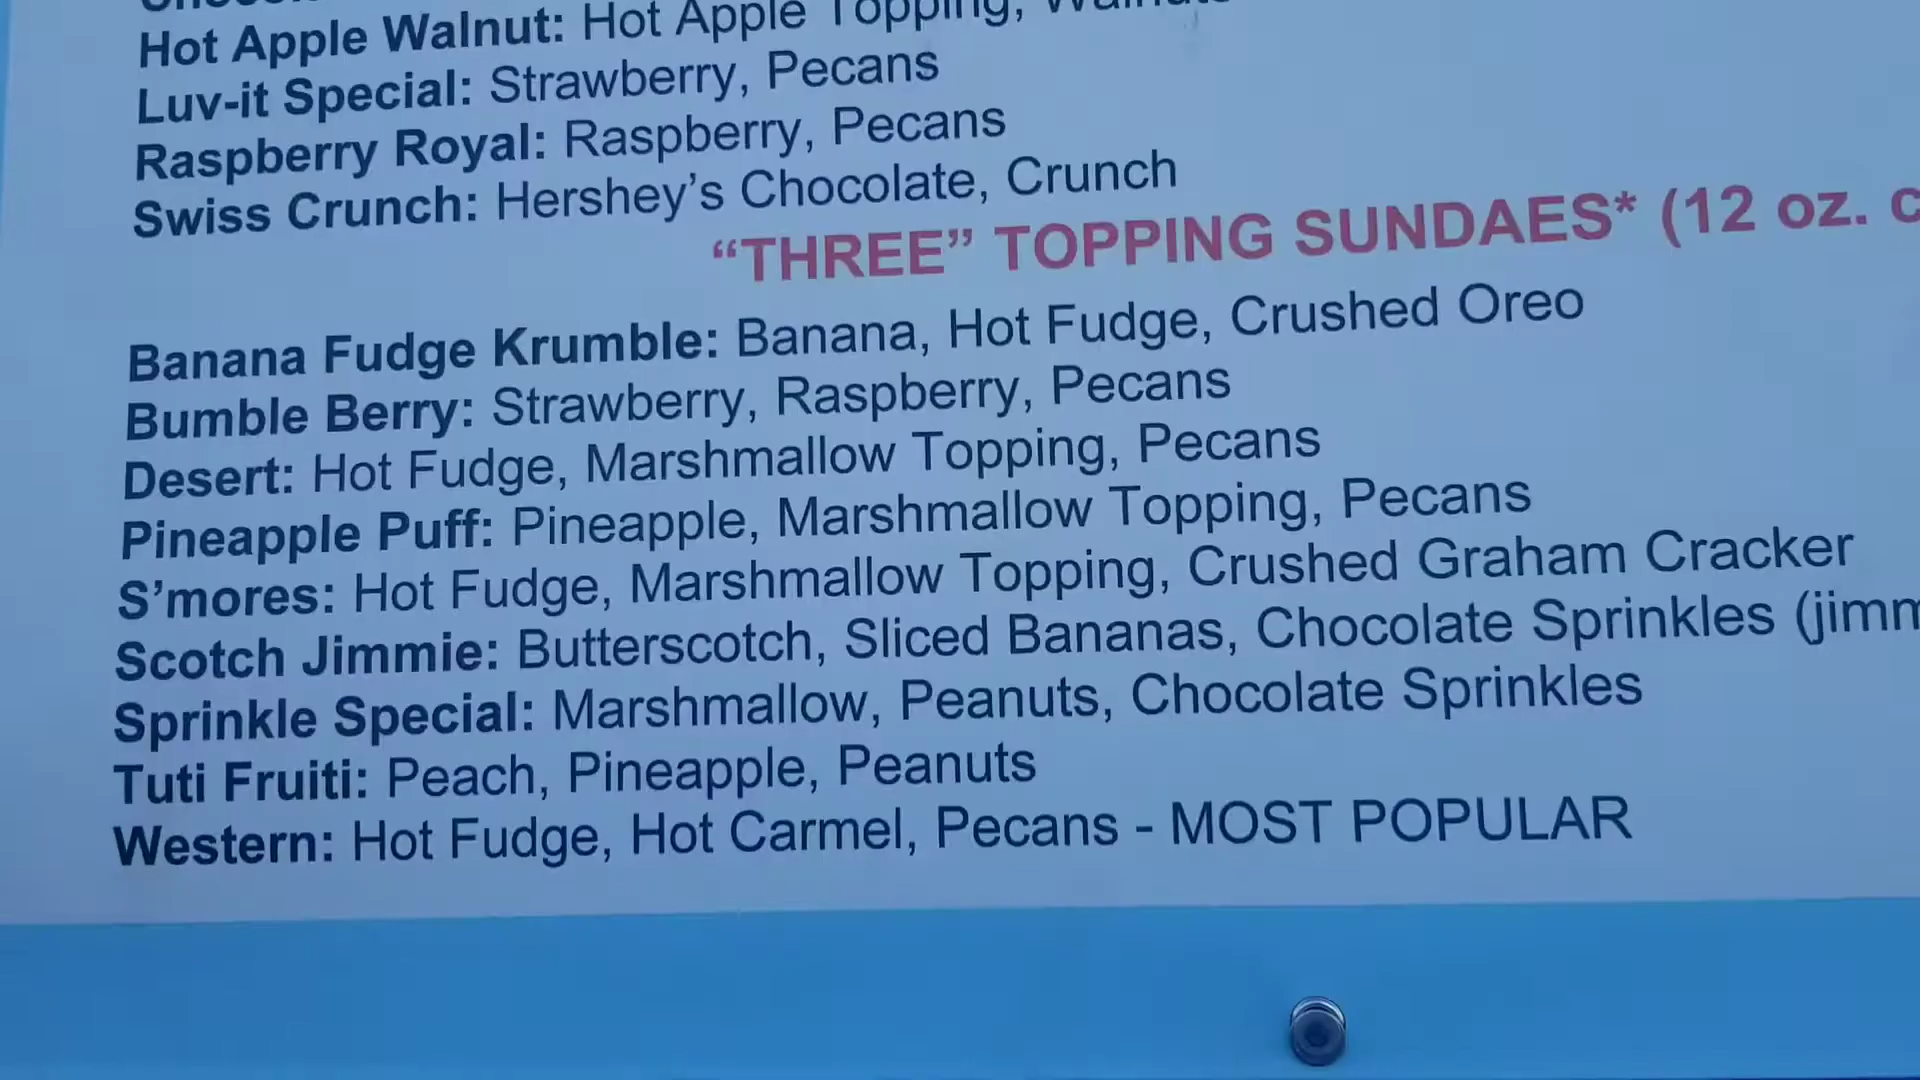 Hot Apple Walnut: Hot Apple Topping,
Luv-it Special: Strawberry, Pecans
Raspberry Royal: Raspberry, Pecans
Swiss Crunch: Hershey’s Chocolate, Crunch
“THREE” TOPPING SUNDAES* (12 oz.
Banana Fudge Krumble: Banana, Hot Fudge, Crushed Oreo
Bumble Berry: Strawberry, Raspberry, Pecans
Desert: Hot Fudge, Marshmallow Topping, Pecans
Pineapple Puff: Pineapple, Marshmallow Topping, Pecans
S’mores: Hot Fudge, Marshmallow Topping, Crushed Graham Cracker
Scotch Jimmie: Butterscotch, Sliced Bananas, Chocolate Sprinkles
Sprinkle Special: Marshmallow, Peanuts, Chocolate Sprinkles
Tuti Fruiti: Peach, Pineapple, Peanuts
Western: Hot Fudge, Hot Carmel, Pecans - MOST POPULAR